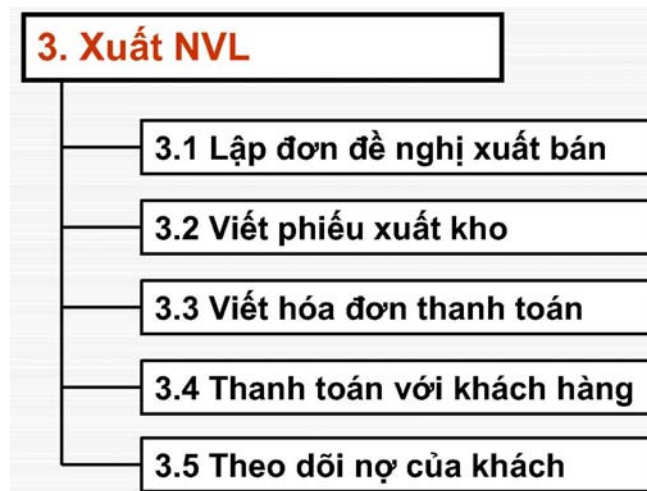 3. Xuất NVL
3.1 Lập đơn đề nghị xuất bán
3.2 Viết phiếu xuất kho
3.3 Viết hóa đơn thanh toán
3.4 Thanh toán với khách hàng
3.5 Theo dõi nợ của khách